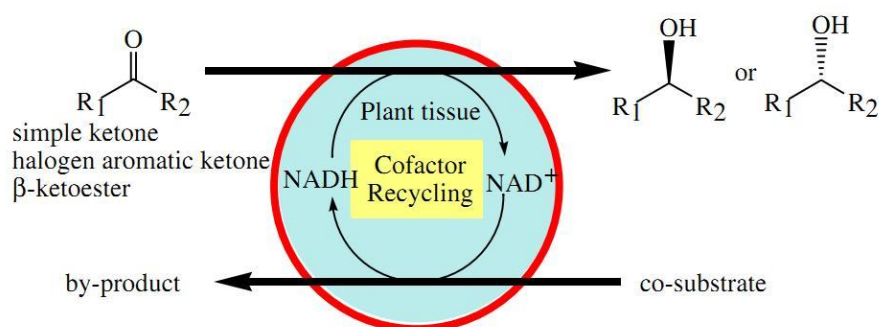 O
R1
R2
simple ketone
halogen aromatic ketone
β-ketoester
Plant tissue
NADH
Cofactor
Recycling
NAD+
OH
R1
R2
or
OH
R1
R2
by-product
co-substrate